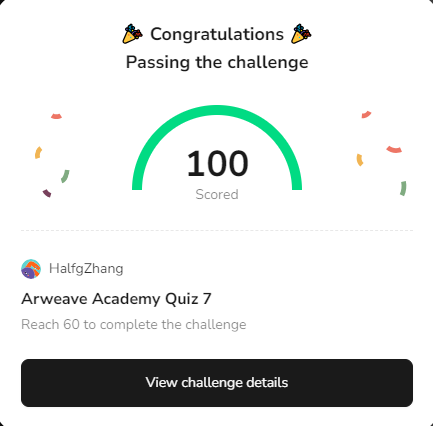 🎉 Congratulations 🎉
Passing the challenge
100
Scored
HalfgZhang
Arweave Academy Quiz 7
Reach 60 to complete the challenge
View challenge details